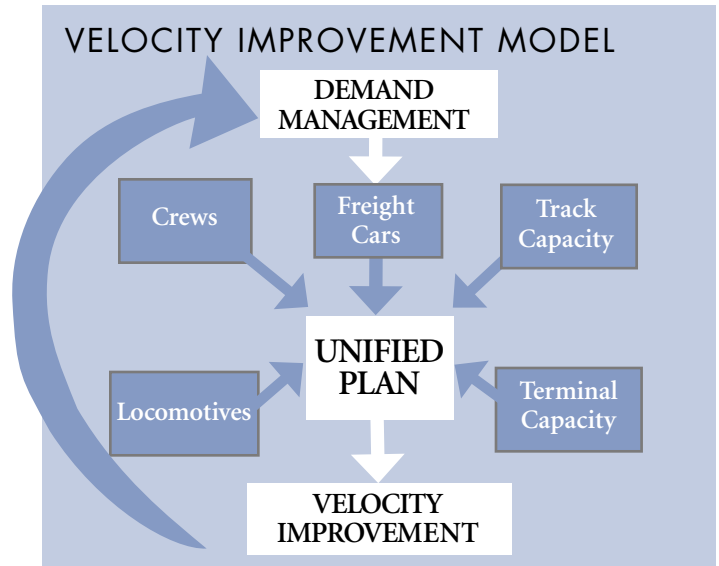 VELOCITY IMPROVEMENT MODEL
DEMAND
MANAGEMENT
Crews
Freight
Cars
Track
Capacity
UNIFIED
PLAN
Locomotives
Terminal
Capacity
VELOCITY
IMPROVEMENT